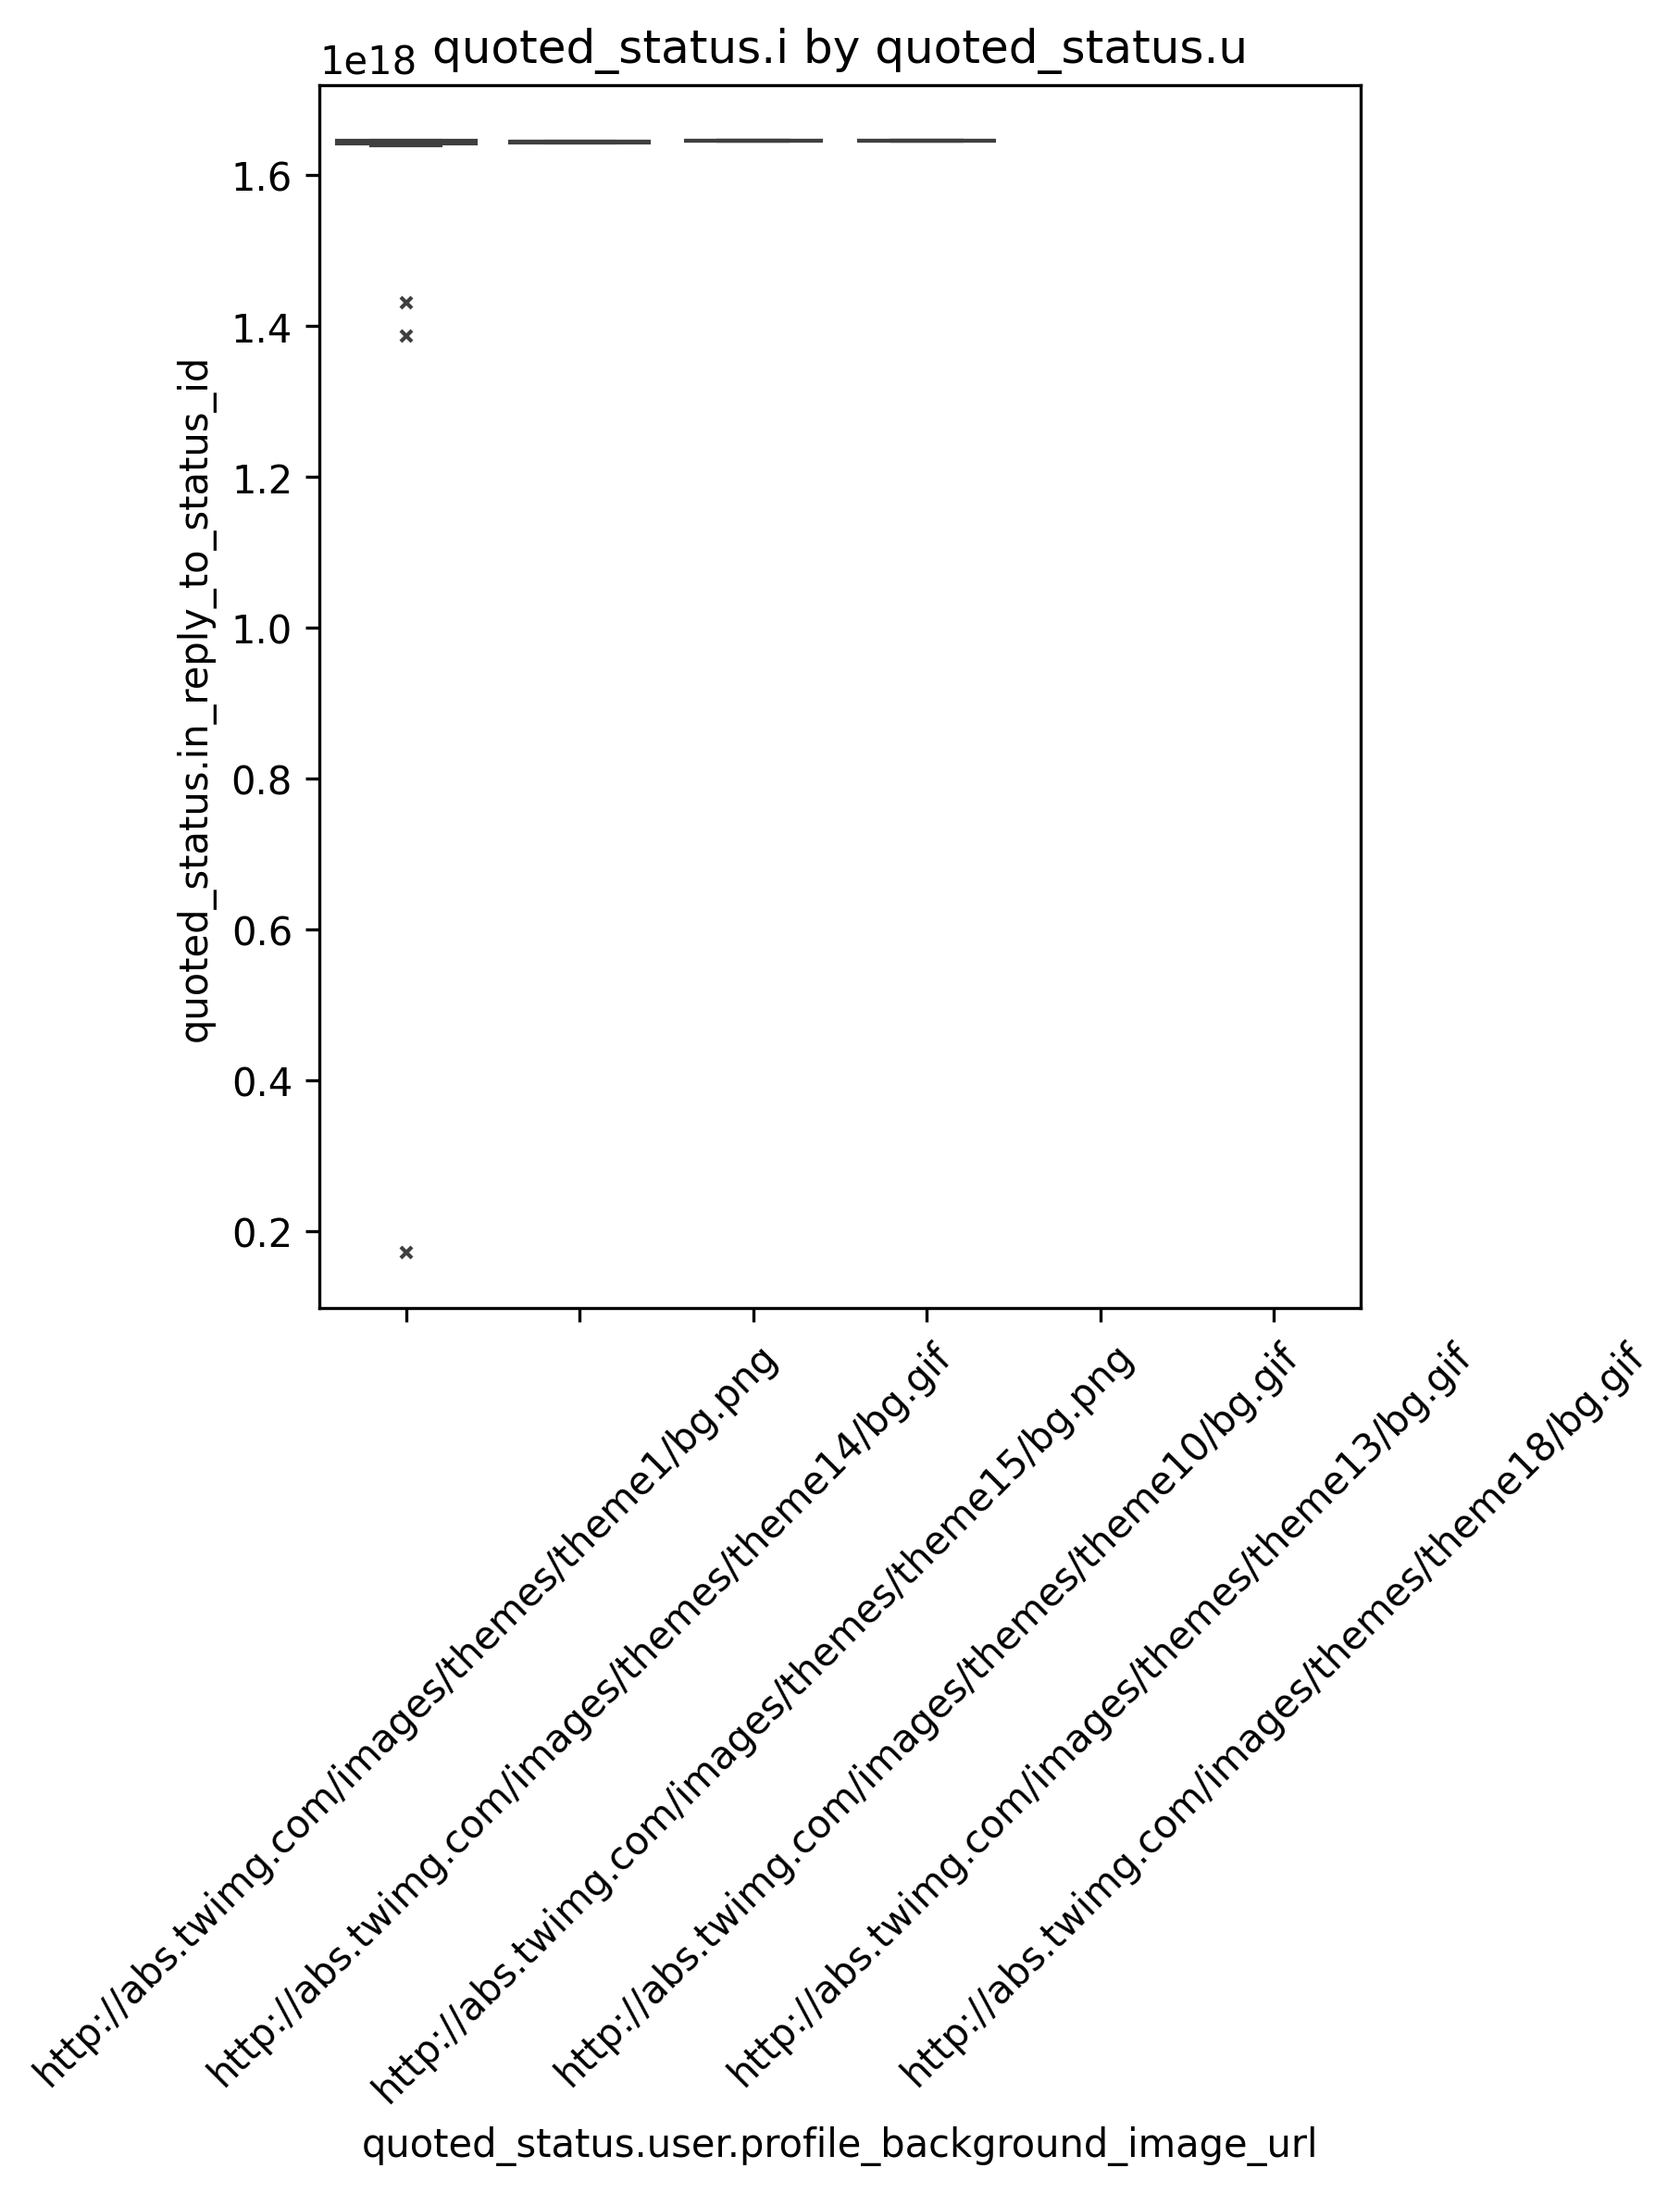 1e18
quoted_status.i by quoted_status.u
quoted_status.in_reply_to_status_id
1.6
1.4
1.2
1.0
0.8
0.6
0.4
0.2
http://abs.twimg.com/images/themes/theme1/bg.png
http://abs.twimg.com/images/themes/theme14/bg.gif
http://abs.twimg.com/images/themes/theme15/bg.png
http://abs.twimg.com/images/themes/theme10/bg.gif
http://abs.twimg.com/images/themes/theme13/bg.gif
http://abs.twimg.com/images/themes/theme18/bg.gif
quoted_status.user.profile_background_image_url